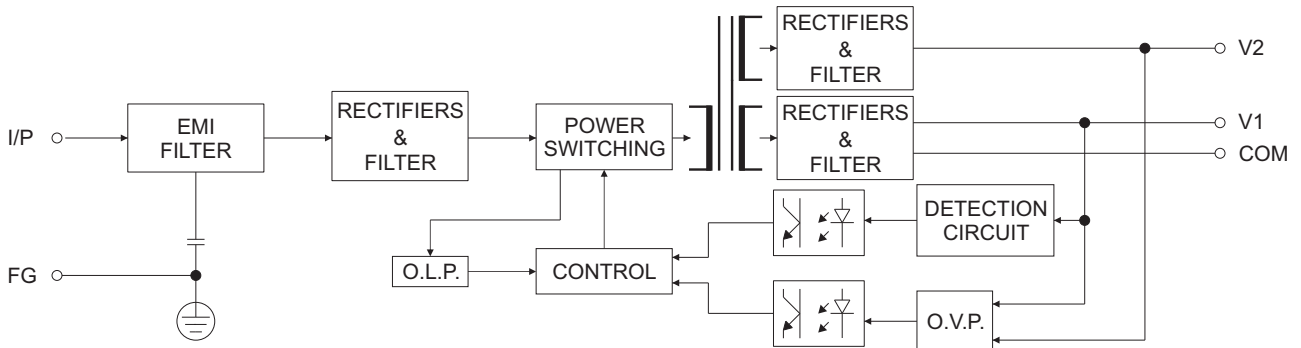 RECTIFIERS
&
FILTER
V2
I/P
EMI
FILTER
RECTIFIERS
&
FILTER
POWER
SWITCHING
RECTIFIERS
&
FILTER
V1
COM
DETECTION
CIRCUIT
FG
O.L.P.
CONTROL
O.V.P.